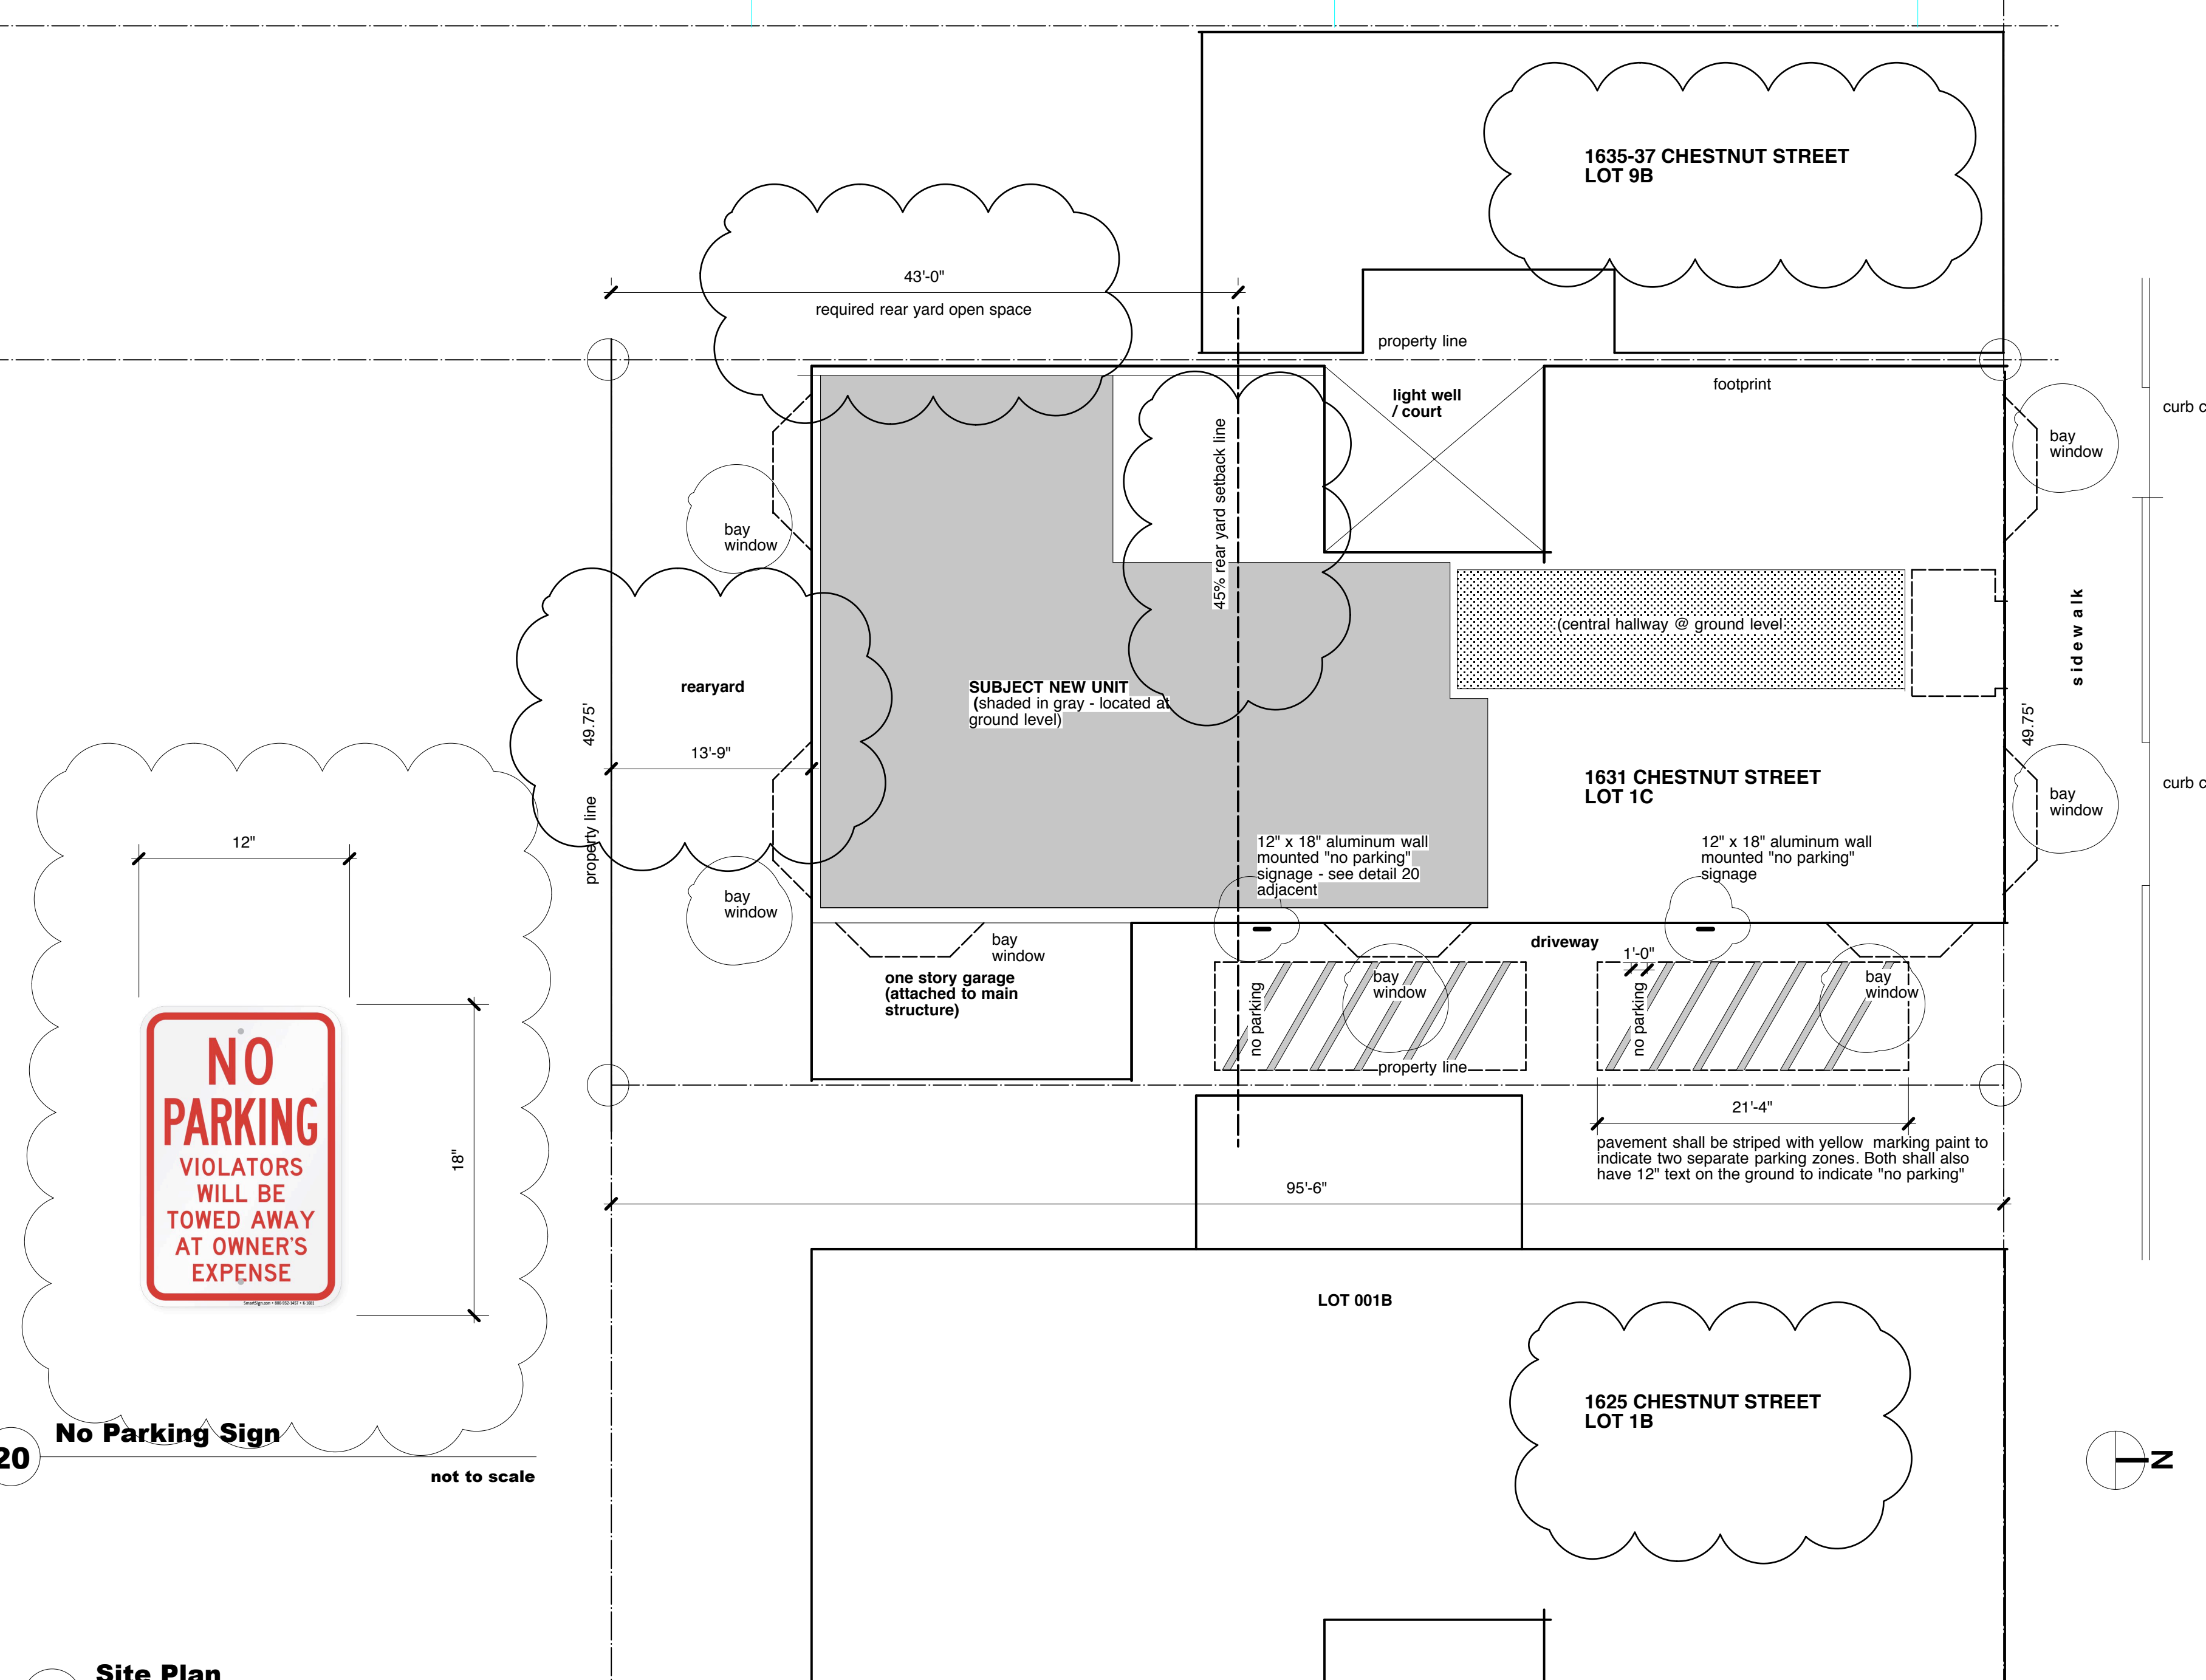 1635-37 CHESTNUT STREET
LOT 9B
43'-0"
required rear yard open space
property line
footprint
light well
/ court
45% rear yard setback line
curb c
bay
window
bay
window
(central hallway @ ground level
sidewalk
rearyard
SUBJECT NEW UNIT
(shaded in gray - located at
ground level)
49.75'
49.75'
13'-9"
property line
1631 CHESTNUT STREET
LOT 1C
curb c
bay
window
12" x 18" aluminum wall
mounted "no parking"
signage - see detail 20
adjacent
12" x 18" aluminum wall
mounted "no parking"
signage
bay
window
bay
window
one story garage
(attached to main
structure)
driveway
1'-0"
no parking
bay
window
no parking
bay
window
property line
21'-4"
pavement shall be striped with yellow marking paint to
indicate two separate parking zones. Both shall also
have 12" text on the ground to indicate "no parking"
95'-6"
12"
18"
NO
PARKING
VIOLATORS
WILL BE
TOWED AWAY
AT OWNER'S
EXPENSE
SmartSign.com • 800-952-1457 • K-1681
LOT 001B
1625 CHESTNUT STREET
LOT 1B
20
No Parking Sign
not to scale
N
Site Plan